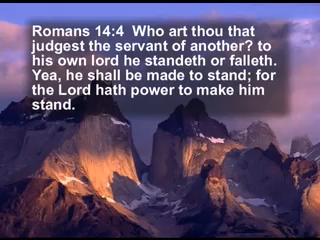 Romans 14:4  Who art thou that
judgest the servant of another? to
his own lord he standeth or falleth.
Yea, he shall be made to stand; for
the Lord hath power to make him
stand.